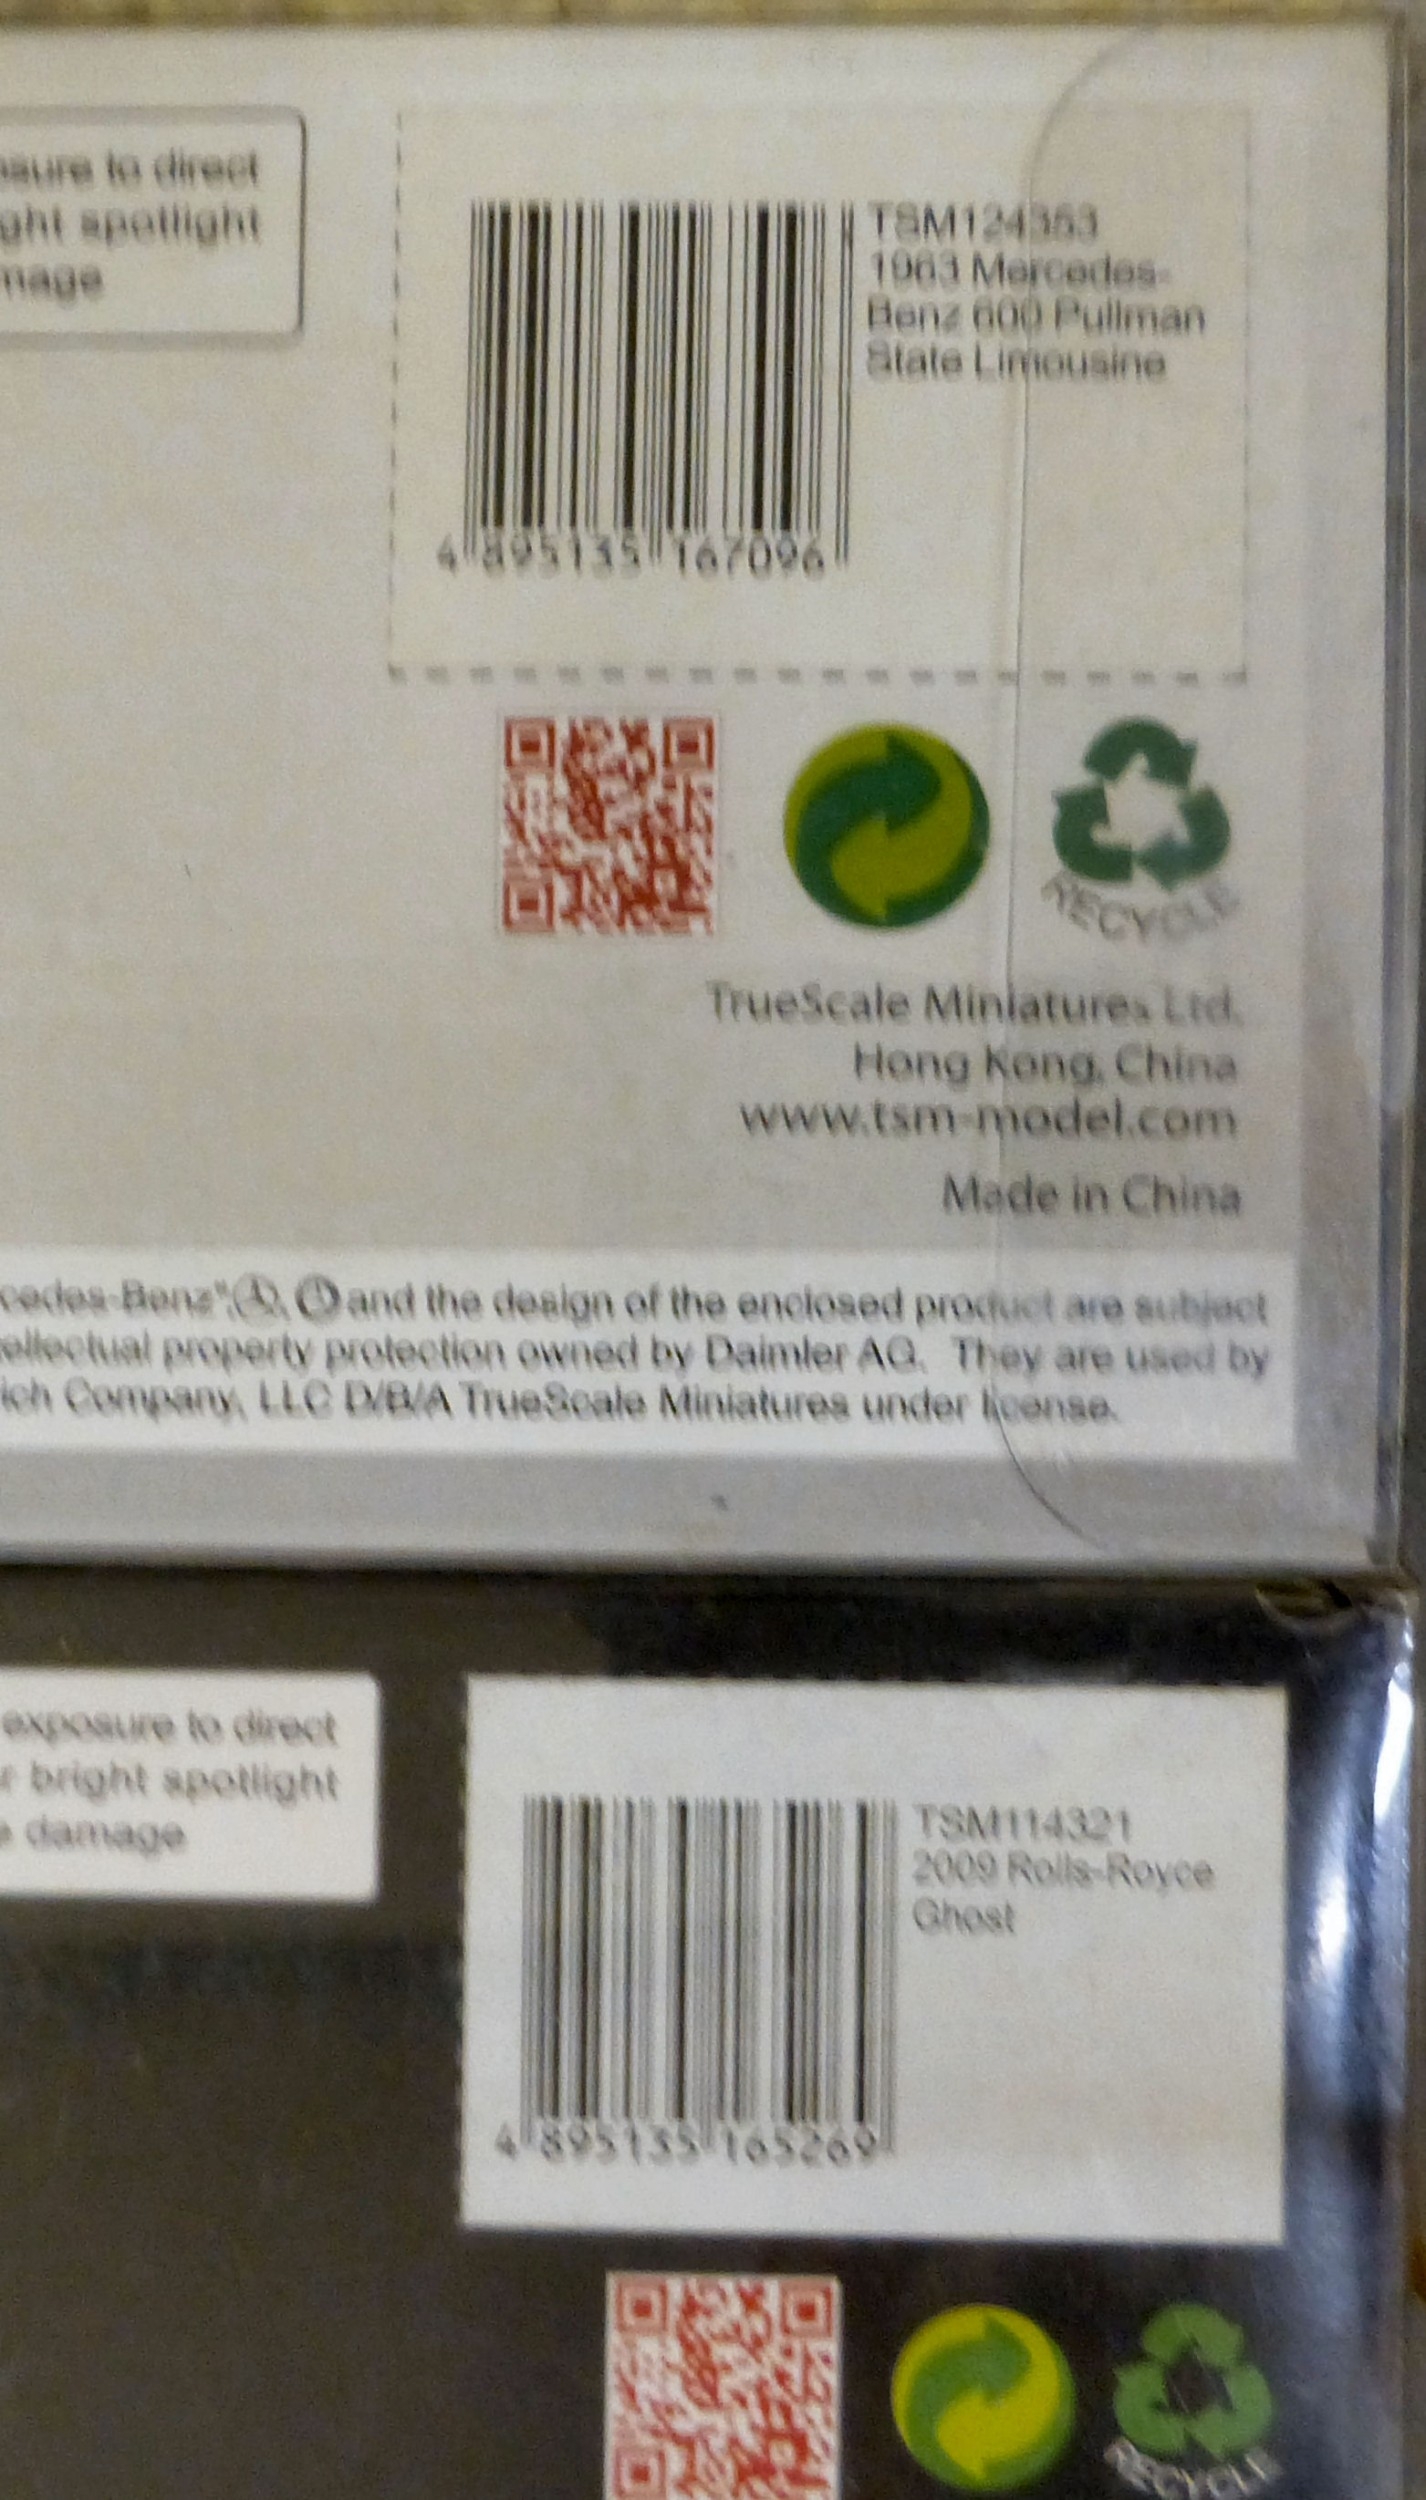 sure to direct
ght spotlight
mage
TSM124353
1963 Mercedes-
Benz 600 Pullman
State Limousine
4 895135 167096
RECYCLE
TrueScale Miniatures Ltd.
Hong Kong, China
www.tsm-model.com
Made in China
cedes-Benz", and the design of the enclosed product are subject
ellectual property protection owned by Daimler AG. They are used by
ich Company, LLC D/B/A TrueScale Miniatures under license.
exposure to direct
r bright spotlight
e damage
TSM114321
2009 Rolls-Royce
Ghost
4 895135 165269
RECYCLE